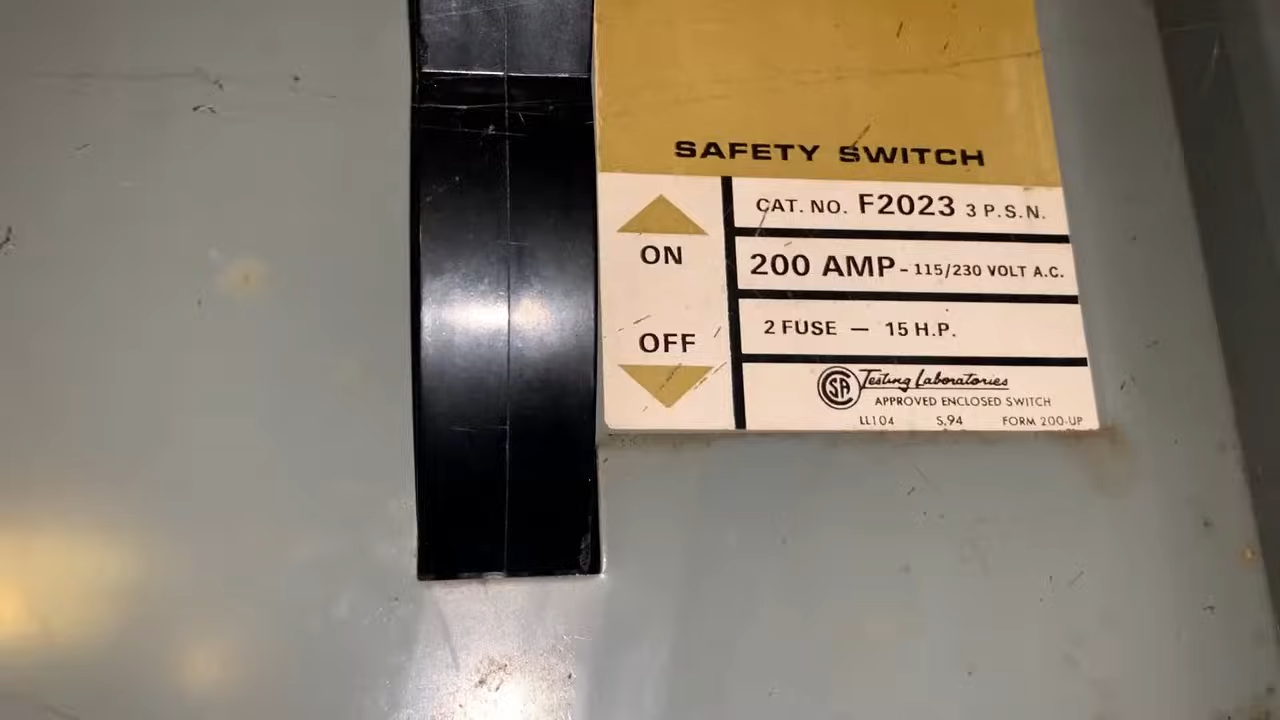 SAFETY SWITCH
ON
OFF
CAT. NO. F2023 3 P.S.N.
200 AMP - 115/230 VOLT A.C.
2 FUSE — 15 H.P.
CSA Testing Laboratories
APPROVED ENCLOSED SWITCH
LL104 S.94 FORM 200-UP